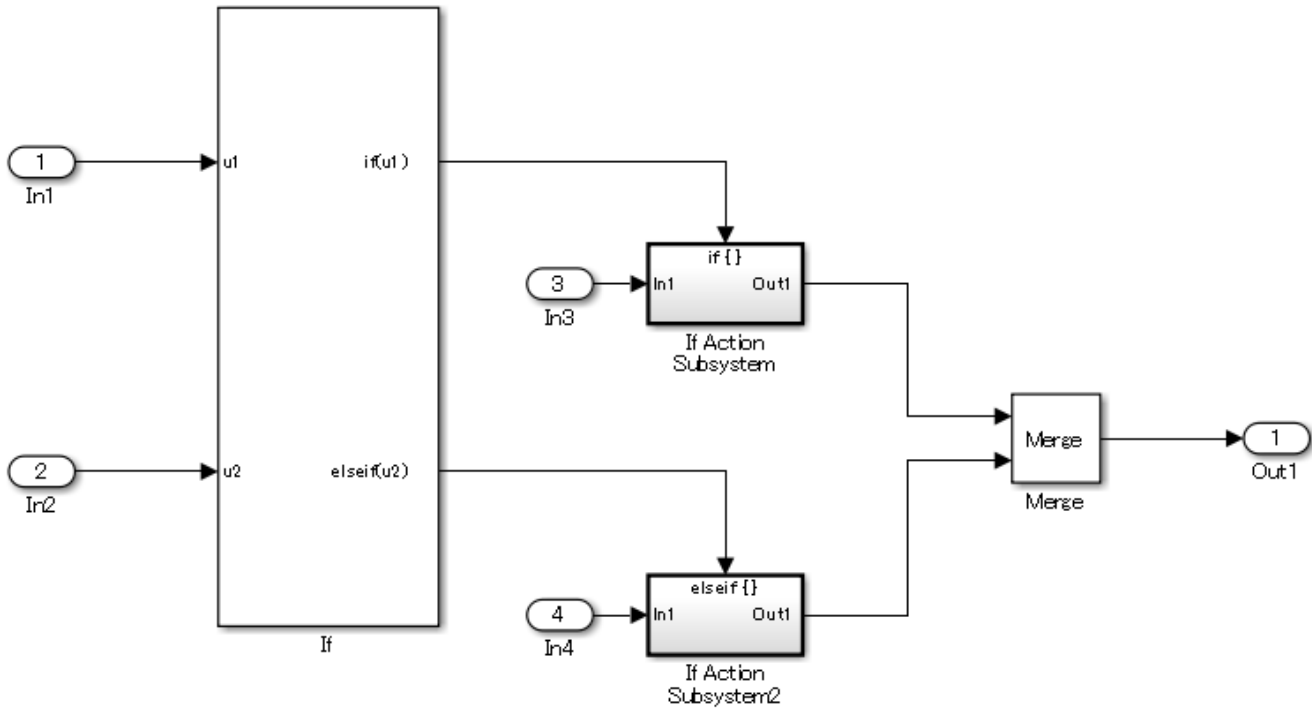 1
In1
2
In2
u1
if(u1)
u2
elseif(u2)
If
3
In3
if { }
In1
Out1
If Action
Subsystem
4
In4
elseif { }
In1
Out1
If Action
Subsystem2
Merge
Merge
1
Out1